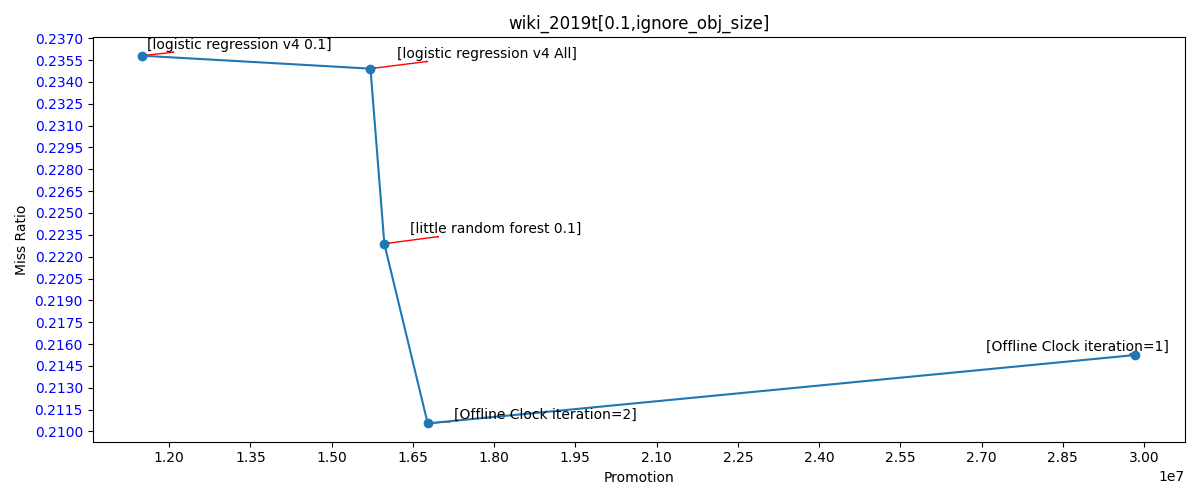 wiki_2019t[0.1,ignore_obj_size]
0.2370
0.2355
0.2340
0.2325
0.2310
0.2295
0.2280
0.2265
0.2250
0.2235
0.2220
0.2205
0.2190
0.2175
0.2160
0.2145
0.2130
0.2115
0.2100
Miss Ratio
[logistic regression v4 0.1]
[logistic regression v4 All]
[little random forest 0.1]
[Offline Clock iteration=1]
[Offline Clock iteration=2]
1.20 1.35 1.50 1.65 1.80 1.95 2.10 2.25 2.40 2.55 2.70 2.85 3.00
1e7
Promotion